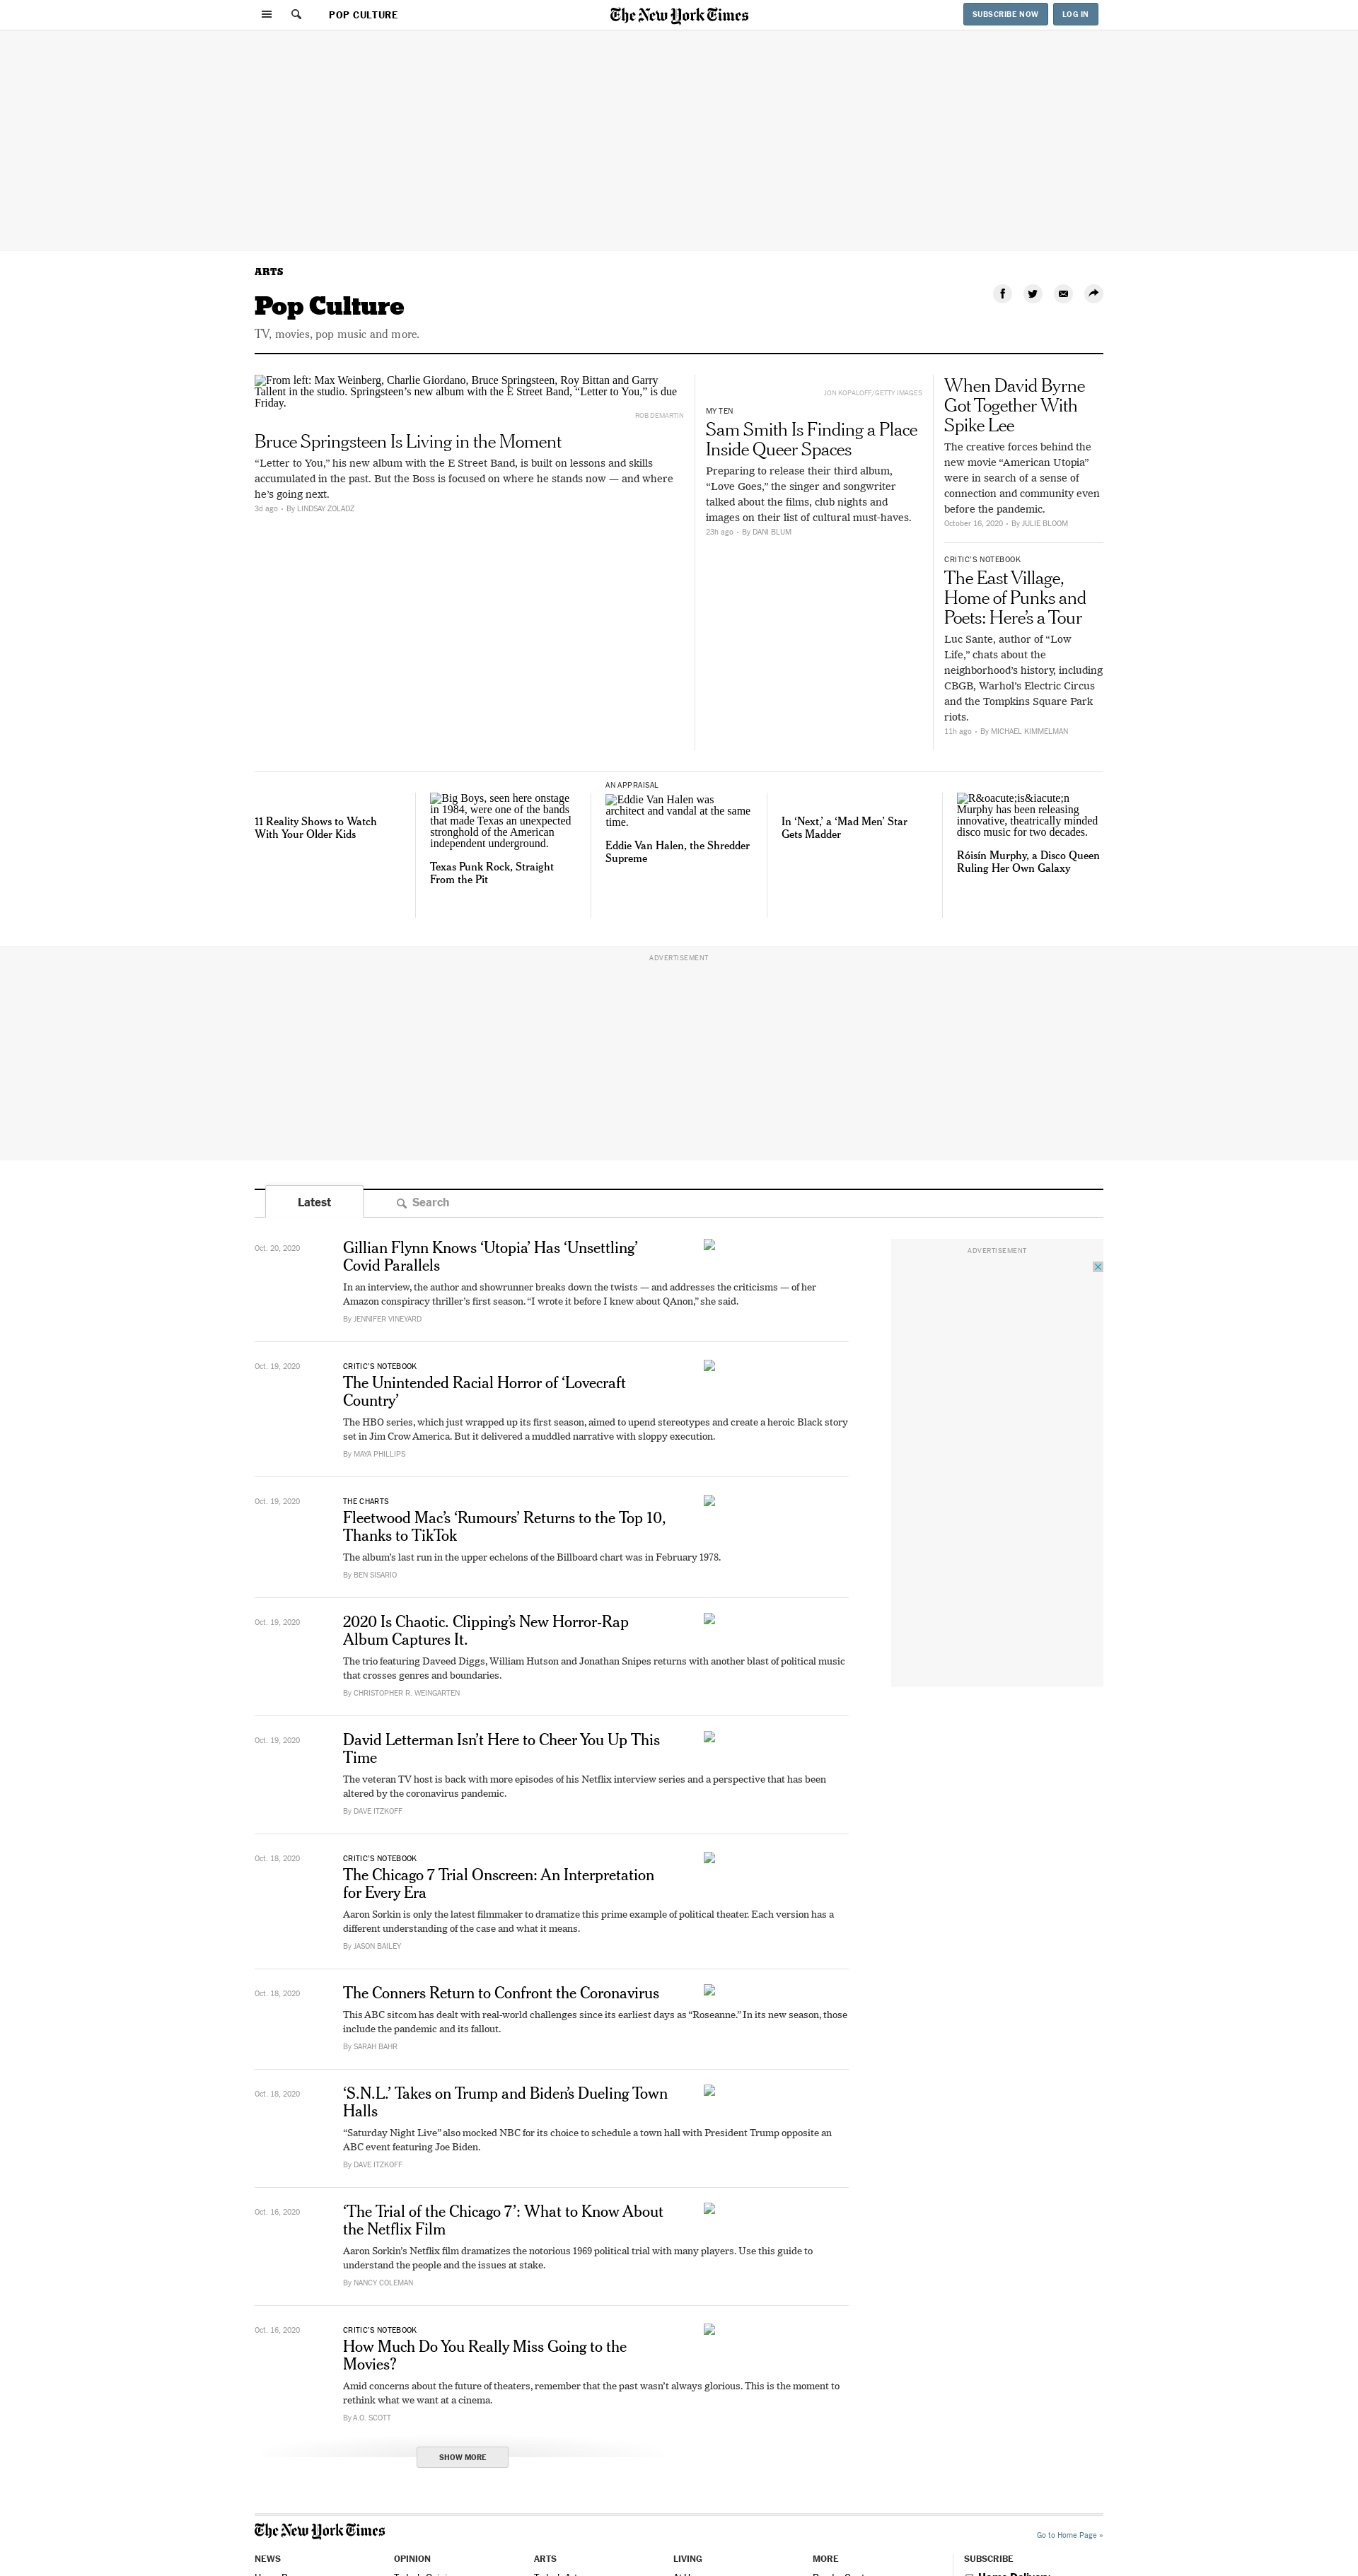 POP CULTURE
The New York Times
SUBSCRIBE NOW
LOG IN
ARTS
Pop Culture
TV, movies, pop music and more.
From left: Max Weinberg, Charlie Giordano, Bruce Springsteen, Roy Bittan and Garry
Tallent in the studio. Springsteen's new album with the E Street Band, “Letter to You,” is due
Friday.
ROB DEMARTIN
Bruce Springsteen Is Living in the Moment
“Letter to You,” his new album with the E Street Band, is built on lessons and skills
accumulated in the past. But the Boss is focused on where he stands now — and where
he’s going next.
3d ago • By LINDSAY ZOLADZ
JON KOPALOFF/GETTY IMAGES
MY TEN
Sam Smith Is Finding a Place
Inside Queer Spaces
Preparing to release their third album,
“Love Goes,” the singer and songwriter
talked about the films, club nights and
images on their list of cultural must-haves.
23h ago • By DANI BLUM
When David Byrne
Got Together With
Spike Lee
The creative forces behind the
new movie “American Utopia”
were in search of a sense of
connection and community even
before the pandemic.
October 16, 2020 • By JULIE BLOOM
CRITIC’S NOTEBOOK
The East Village,
Home of Punks and
Poets: Here’s a Tour
Luc Sante, author of “Low
Life,” chats about the
neighborhood’s history, including
CBGB, Warhol’s Electric Circus
and the Tompkins Square Park
riots.
11h ago • By MICHAEL KIMMELMAN
11 Reality Shows to Watch
With Your Older Kids
Big Boys, seen here onstage
in 1984, were one of the bands
that made Texas an unexpected
stronghold of the American
independent underground.
Texas Punk Rock, Straight
From the Pit
AN APPRAISAL
Eddie Van Halen was
architect and vandal at the same
time.
Eddie Van Halen, the Shredder
Supreme
In ‘Next,’ a ‘Mad Men’ Star
Gets Madder
R&oacute;is&iacute;n
Murphy has been releasing
innovative, theatrically minded
disco music for two decades.
Róisín Murphy, a Disco Queen
Ruling Her Own Galaxy
ADVERTISEMENT
Latest
Search
ADVERTISEMENT
Oct. 20, 2020
Gillian Flynn Knows ‘Utopia’ Has ‘Unsettling’
Covid Parallels
In an interview, the author and showrunner breaks down the twists — and addresses the criticisms — of her
Amazon conspiracy thriller’s first season. “I wrote it before I knew about QAnon,” she said.
By JENNIFER VINEYARD
Oct. 19, 2020
CRITIC’S NOTEBOOK
The Unintended Racial Horror of ‘Lovecraft
Country’
The HBO series, which just wrapped up its first season, aimed to upend stereotypes and create a heroic Black story
set in Jim Crow America. But it delivered a muddled narrative with sloppy execution.
By MAYA PHILLIPS
Oct. 19, 2020
THE CHARTS
Fleetwood Mac’s ‘Rumours’ Returns to the Top 10,
Thanks to TikTok
The album’s last run in the upper echelons of the Billboard chart was in February 1978.
By BEN SISARIO
Oct. 19, 2020
2020 Is Chaotic. Clipping’s New Horror-Rap
Album Captures It.
The trio featuring Daveed Diggs, William Hutson and Jonathan Snipes returns with another blast of political music
that crosses genres and boundaries.
By CHRISTOPHER R. WEINGARTEN
Oct. 19, 2020
David Letterman Isn’t Here to Cheer You Up This
Time
The veteran TV host is back with more episodes of his Netflix interview series and a perspective that has been
altered by the coronavirus pandemic.
By DAVE ITZKOFF
Oct. 18, 2020
CRITIC’S NOTEBOOK
The Chicago 7 Trial Onscreen: An Interpretation
for Every Era
Aaron Sorkin is only the latest filmmaker to dramatize this prime example of political theater. Each version has a
different understanding of the case and what it means.
By JASON BAILEY
Oct. 18, 2020
The Conners Return to Confront the Coronavirus
This ABC sitcom has dealt with real-world challenges since its earliest days as “Roseanne.” In its new season, those
include the pandemic and its fallout.
By SARAH BAHR
Oct. 18, 2020
‘S.N.L.’ Takes on Trump and Biden’s Dueling Town
Halls
“Saturday Night Live” also mocked NBC for its choice to schedule a town hall with President Trump opposite an
ABC event featuring Joe Biden.
By DAVE ITZKOFF
Oct. 16, 2020
‘The Trial of the Chicago 7’: What to Know About
the Netflix Film
Aaron Sorkin’s Netflix film dramatizes the notorious 1969 political trial with many players. Use this guide to
understand the people and the issues at stake.
By NANCY COLEMAN
Oct. 16, 2020
CRITIC’S NOTEBOOK
How Much Do You Really Miss Going to the
Movies?
Amid concerns about the future of theaters, remember that the past wasn’t always glorious. This is the moment to
rethink what we want at a cinema.
By A.O. SCOTT
SHOW MORE
The New York Times
Go to Home Page »
NEWS
OPINION
ARTS
LIVING
MORE
SUBSCRIBE